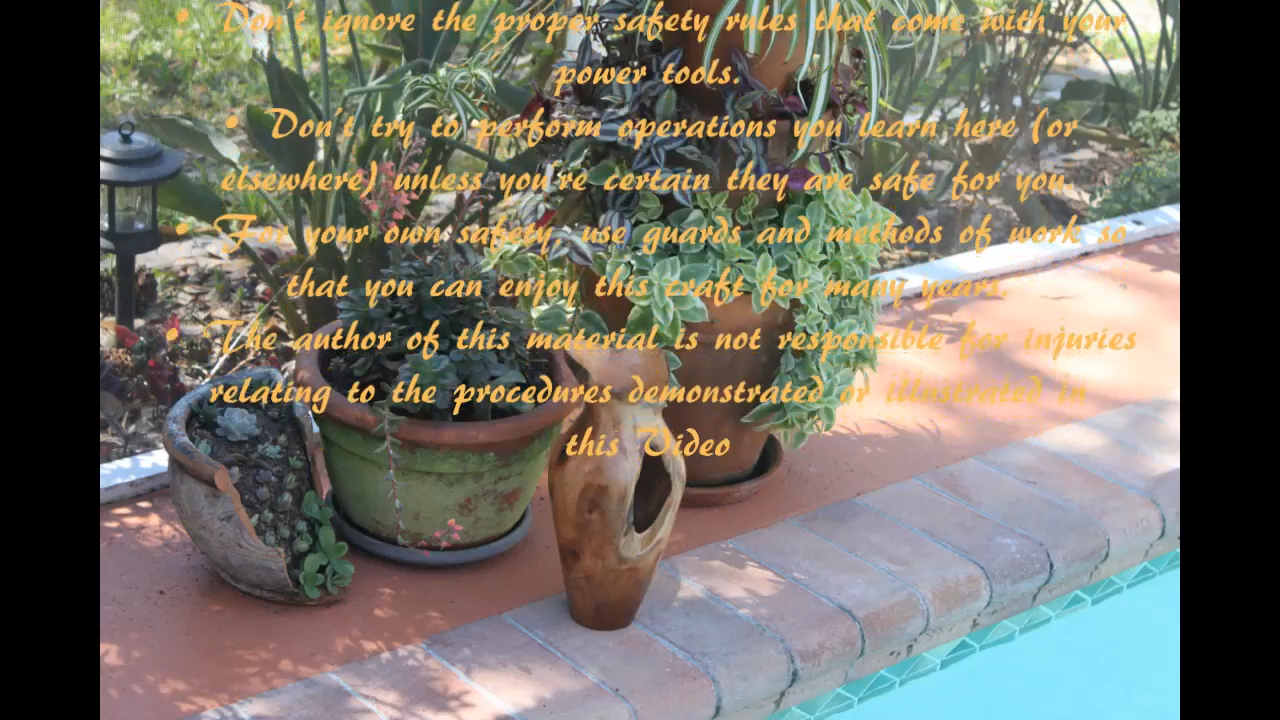 • Don't ignore the proper safety rules that come with your
power tools.
• Don't try to perform operations you learn here (or
elsewhere) unless you're certain they are safe for you.
• For your own safety, use guards and methods of work so
that you can enjoy this craft for many years.
• The author of this material is not responsible for injuries
relating to the procedures demonstrated or illustrated in
this Video